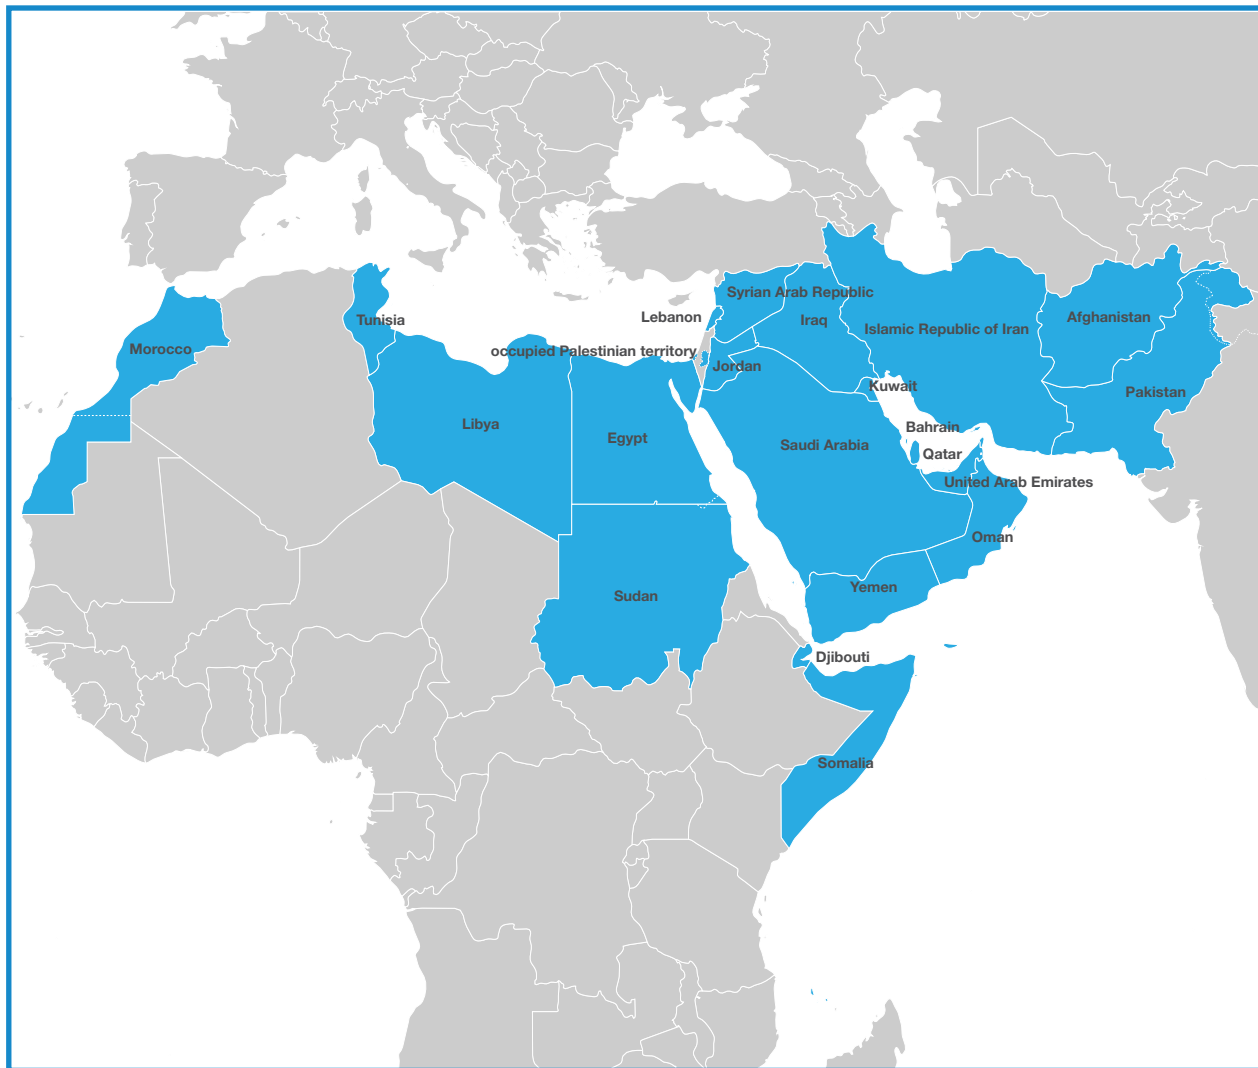 Syrian Arab Republic
Lebanon
Tunisia
Iraq
Afghanistan
Islamic Republic of Iran
Morocco
occupied Palestinian territory
Jordan
Kuwait
Pakistan
Libya
Bahrain
Egypt
Saudi Arabia
Qatar
United Arab Emirates
Oman
Yemen
Sudan
Djibouti
Somalia